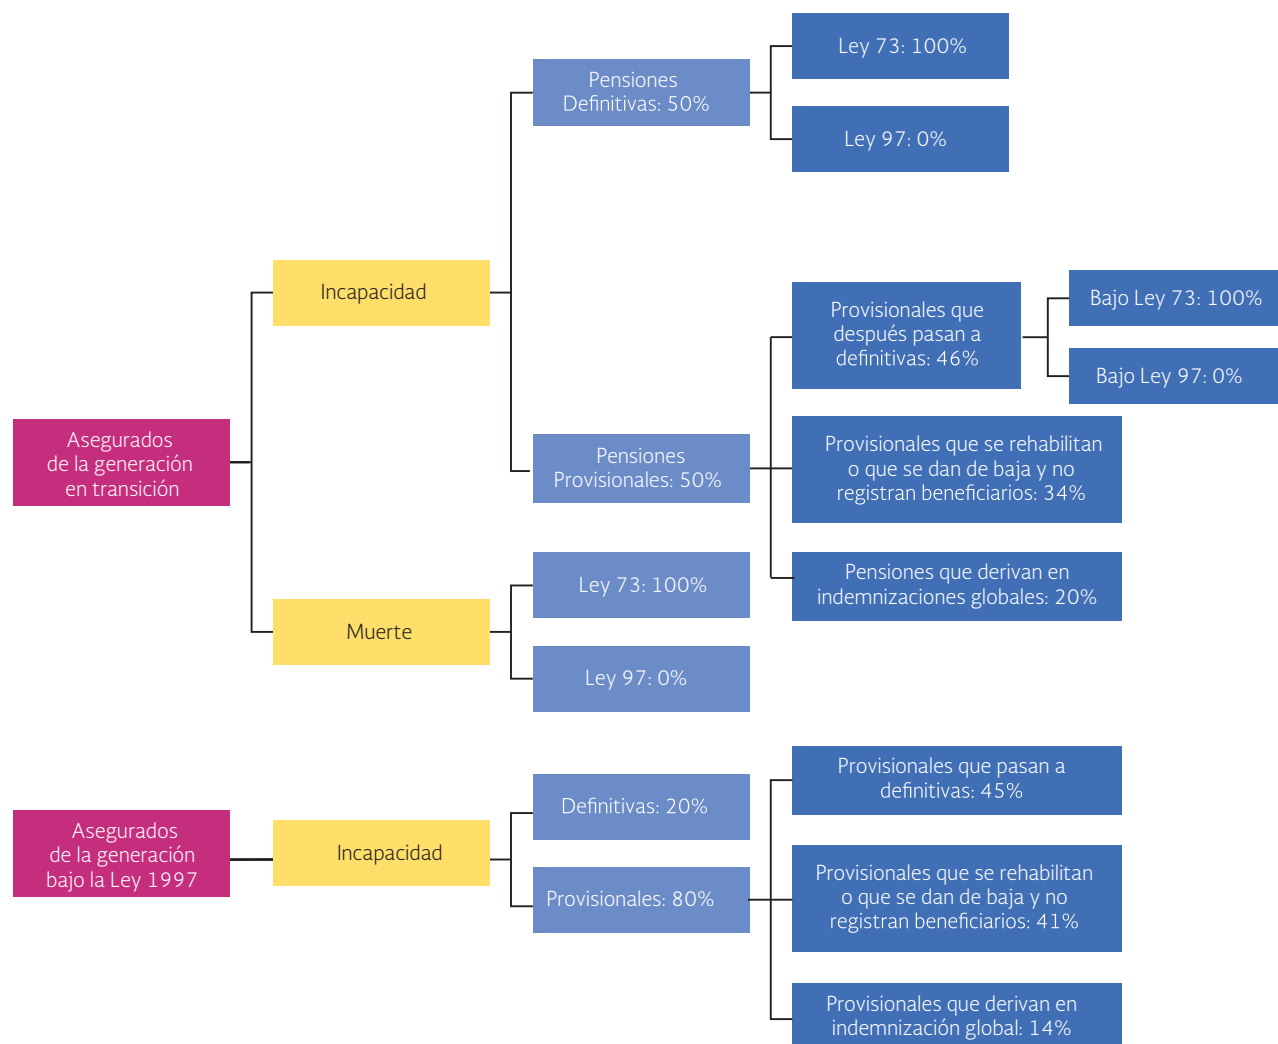 Asegurados
de la generación
en transición
Incapacidad
Pensiones
Definitivas: 50%
Ley 73: 100%
Ley 97: 0%
Pensiones
Provisionales: 50%
Provisionales que
después pasan a
definitivas: 46%
Bajo Ley 73: 100%
Bajo Ley 97: 0%
Provisionales que se rehabilitan
o que se dan de baja y no
registran beneficiarios: 34%
Pensiones que derivan en
indemnizaciones globales: 20%
Muerte
Ley 73: 100%
Ley 97: 0%
Asegurados
de la generación
bajo la Ley 1997
Incapacidad
Definitivas: 20%
Provisionales: 80%
Provisionales que pasan a
definitivas: 45%
Provisionales que se rehabilitan
o que se dan de baja y no
registran beneficiarios: 41%
Provisionales que derivan en
indemnización global: 14%